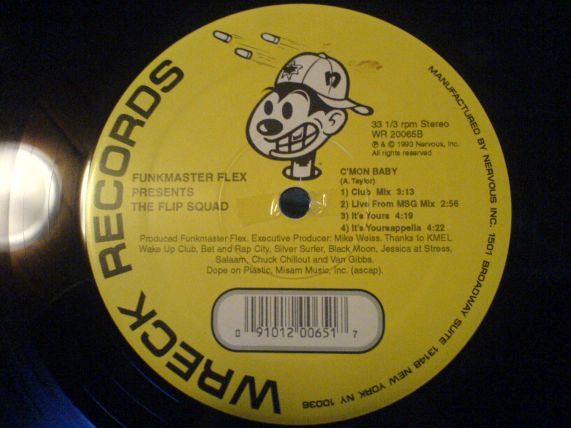 WRECK RECORDS
FUNKMASTER FLEX
PRESENTS
THE FLIP SQUAD
33 1/3 rpm Stereo
WR 20065B
℗ & © 1993 Nervous, Inc.
All rights reserved
C'MON BABY
(A. Taylor)
1) Club Mix 3:13
2) Live From MSG Mix 2:56
3) It's Yours 4:19
4) It's Yoursappella 4:22
Produced Funkmaster Flex. Executive Producer: Mike Weiss, Thanks to KMEL
Wake Up Club, Bet and Rap City, Silver Surfer, Black Moon, Jessica at Stress,
Salaam, Chuck Chillout and Van Gibbs.
Dope on Plastic, Misam Music, Inc. (ascap).
0 91012 00651 7
MANUFACTURED BY NERVOUS INC. 1501 BROADWAY SUITE 1314B NEW YORK NY 10036